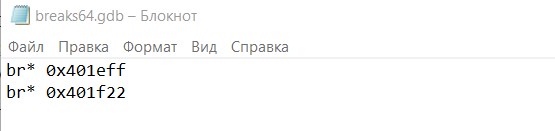 breaks64.gdb – Блокнот
Файл Правка Формат Вид Справка
br* 0x401eff
br* 0x401f22